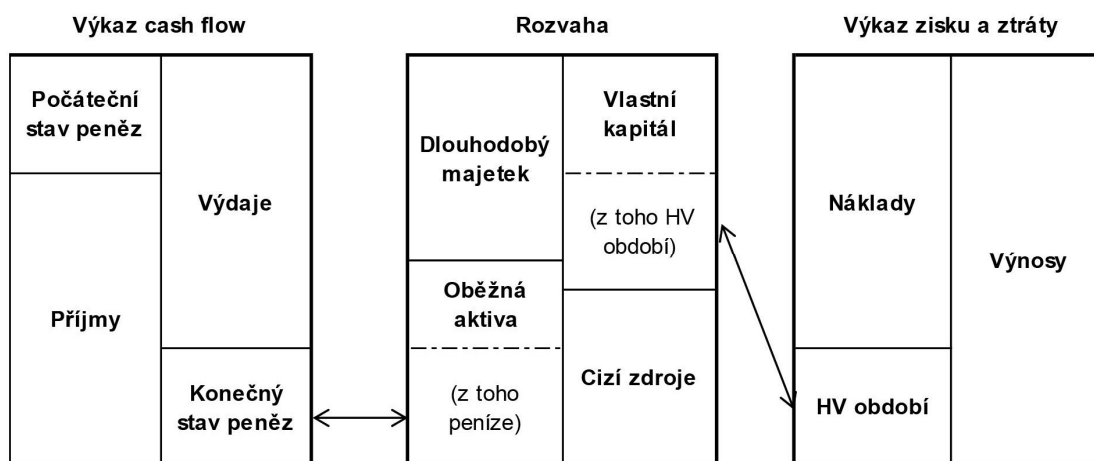 Výkaz cash flow
Počáteční
stav peněz
Příjmy
Výdaje
Konečný
stav peněz
Rozvaha
Dlouhodobý
majetek
Oběžná
aktiva
(z toho
peníze)
Vlastní
kapitál
(z toho HV
období)
Cizí zdroje
Výkaz zisku a ztráty
Náklady
HV období
Výnosy